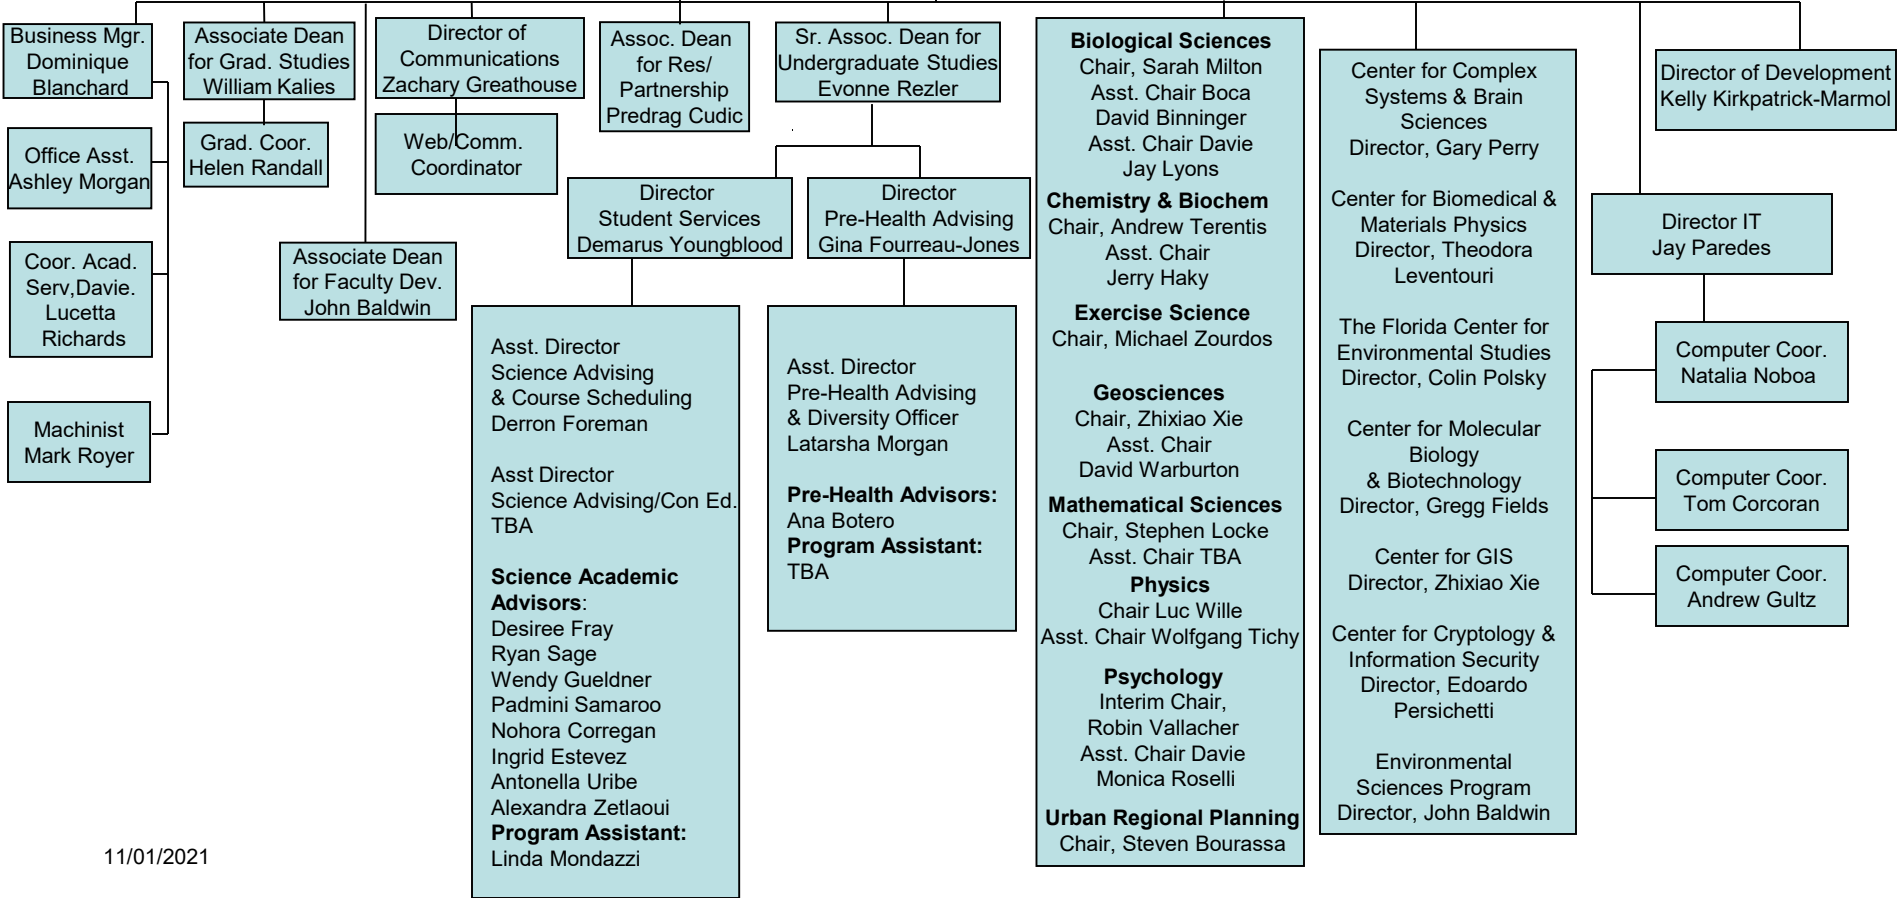 Business Mgr.
Dominique
Blanchard
Office Asst.
Ashley Morgan
Coor. Acad.
Serv,Davie.
Lucetta
Richards
Machinist
Mark Royer
Associate Dean
for Grad. Studies
William Kalies
Grad. Coor.
Helen Randall
Associate Dean
for Faculty Dev.
John Baldwin
Director of
Communications
Zachary Greathouse
Web/Comm.
Coordinator
Assoc. Dean
for Res/
Partnership
Predrag Cudic
Sr. Assoc. Dean for
Undergraduate Studies
Evonne Rezler
Director
Student Services
Demarus Youngblood
Asst. Director
Science Advising
& Course Scheduling
Derron Foreman
Asst Director
Science Advising/Con Ed.
TBA
Science Academic
Advisors:
Desiree Fray
Ryan Sage
Wendy Gueldner
Padmini Samaroo
Nohora Corregan
Ingrid Estevez
Antonella Uribe
Alexandra Zetlaoui
Program Assistant:
Linda Mondazzi
Director
Pre-Health Advising
Gina Fourreau-Jones
Asst. Director
Pre-Health Advising
& Diversity Officer
Latarsha Morgan
Pre-Health Advisors:
Ana Botero
Program Assistant:
TBA
Biological Sciences
Chair, Sarah Milton
Asst. Chair Boca
David Binninger
Asst. Chair Davie
Jay Lyons
Chemistry & Biochem
Chair, Andrew Terentis
Asst. Chair
Jerry Haky
Exercise Science
Chair, Michael Zourdos
Geosciences
Chair, Zhixiao Xie
Asst. Chair
David Warburton
Mathematical Sciences
Chair, Stephen Locke
Asst. Chair TBA
Physics
Chair Luc Wille
Asst. Chair Wolfgang Tichy
Psychology
Interim Chair,
Robin Vallacher
Asst. Chair Davie
Monica Roselli
Urban Regional Planning
Chair, Steven Bourassa
Center for Complex
Systems & Brain
Sciences
Director, Gary Perry
Center for Biomedical &
Materials Physics
Director, Theodora
Leventouri
The Florida Center for
Environmental Studies
Director, Colin Polsky
Center for Molecular
Biology
& Biotechnology
Director, Gregg Fields
Center for GIS
Director, Zhixiao Xie
Center for Cryptology &
Information Security
Director, Edoardo
Persichetti
Environmental
Sciences Program
Director, John Baldwin
Director of Development
Kelly Kirkpatrick-Marmol
Director IT
Jay Paredes
Computer Coor.
Natalia Noboa
Computer Coor.
Tom Corcoran
Computer Coor.
Andrew Gultz
11/01/2021